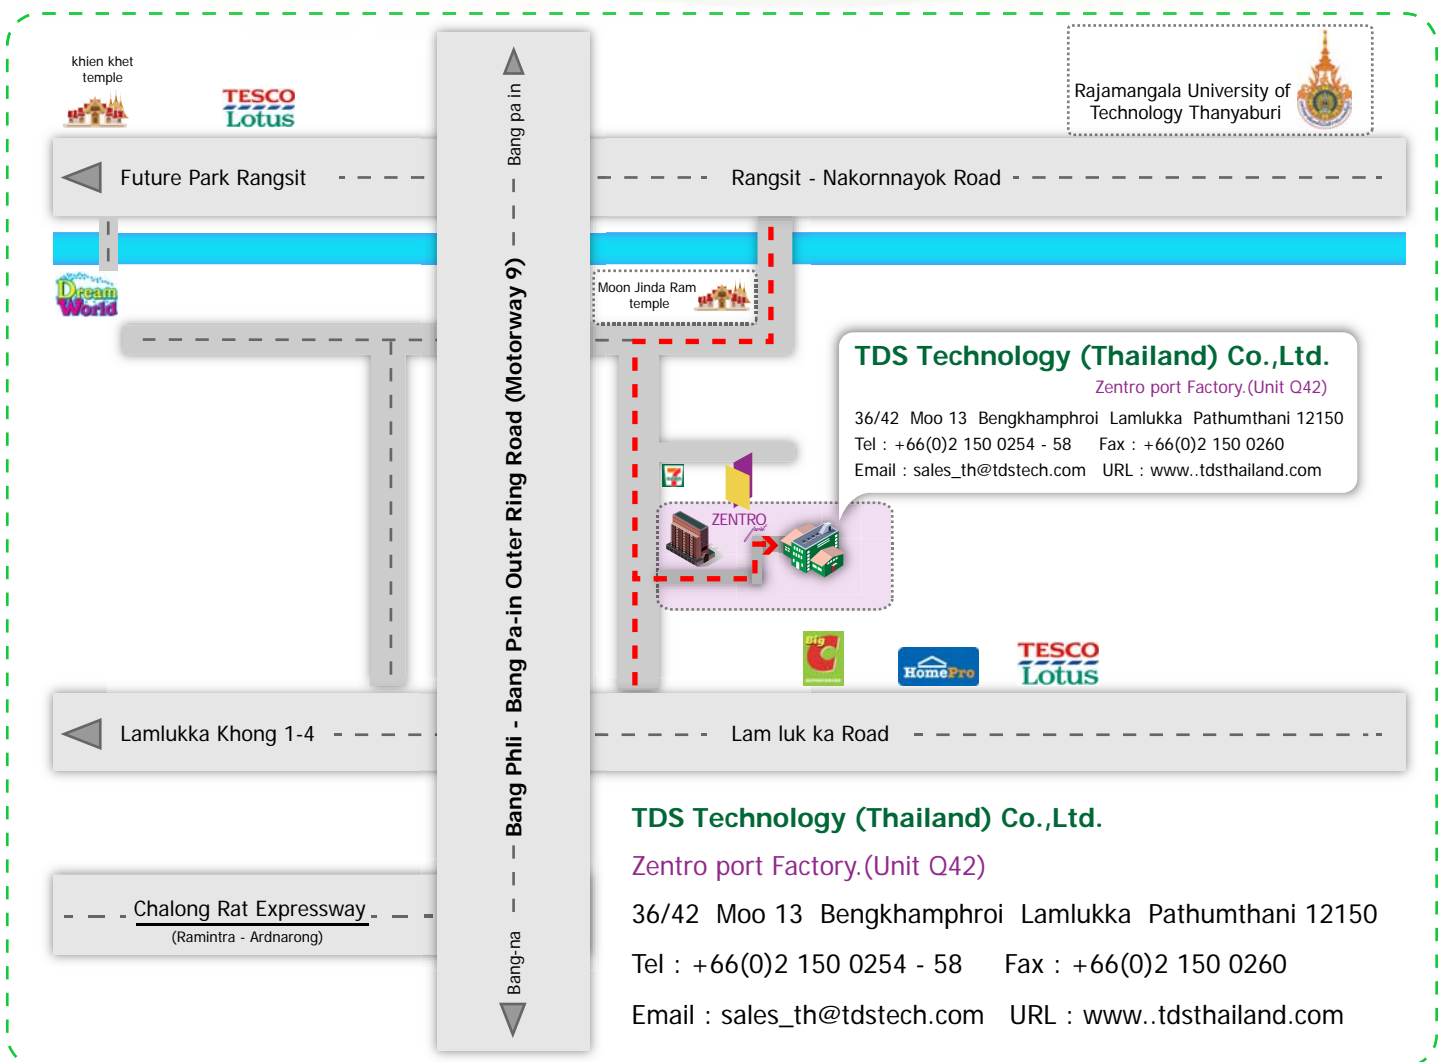 khien khet
temple
TESCO
Lotus
Rajamangala University of
Technology Thanyaburi
Bang pa in
Future Park Rangsit
Rangsit - Nakornnayok Road
Dream
World
Moon Jinda Ram
temple
Bang Phli - Bang Pa-in Outer Ring Road (Motorway 9)
TDS Technology (Thailand) Co.,Ltd.
Zentro port Factory.(Unit Q42)
36/42 Moo 13 Bengkhamphroi Lamlukka Pathumthani 12150
Tel : +66(0)2 150 0254 - 58 Fax : +66(0)2 150 0260
Email : sales_th@tdstech.com URL : www..tdsthailand.com
7
ZENTRO
port
Big
C
HomePro
TESCO
Lotus
Lamlukka Khong 1-4
Lam luk ka Road
Chalong Rat Expressway
(Ramintra - Ardnarong)
Bang-na
TDS Technology (Thailand) Co.,Ltd.
Zentro port Factory.(Unit Q42)
36/42 Moo 13 Bengkhamphroi Lamlukka Pathumthani 12150
Tel : +66(0)2 150 0254 - 58 Fax : +66(0)2 150 0260
Email : sales_th@tdstech.com URL : www..tdsthailand.com